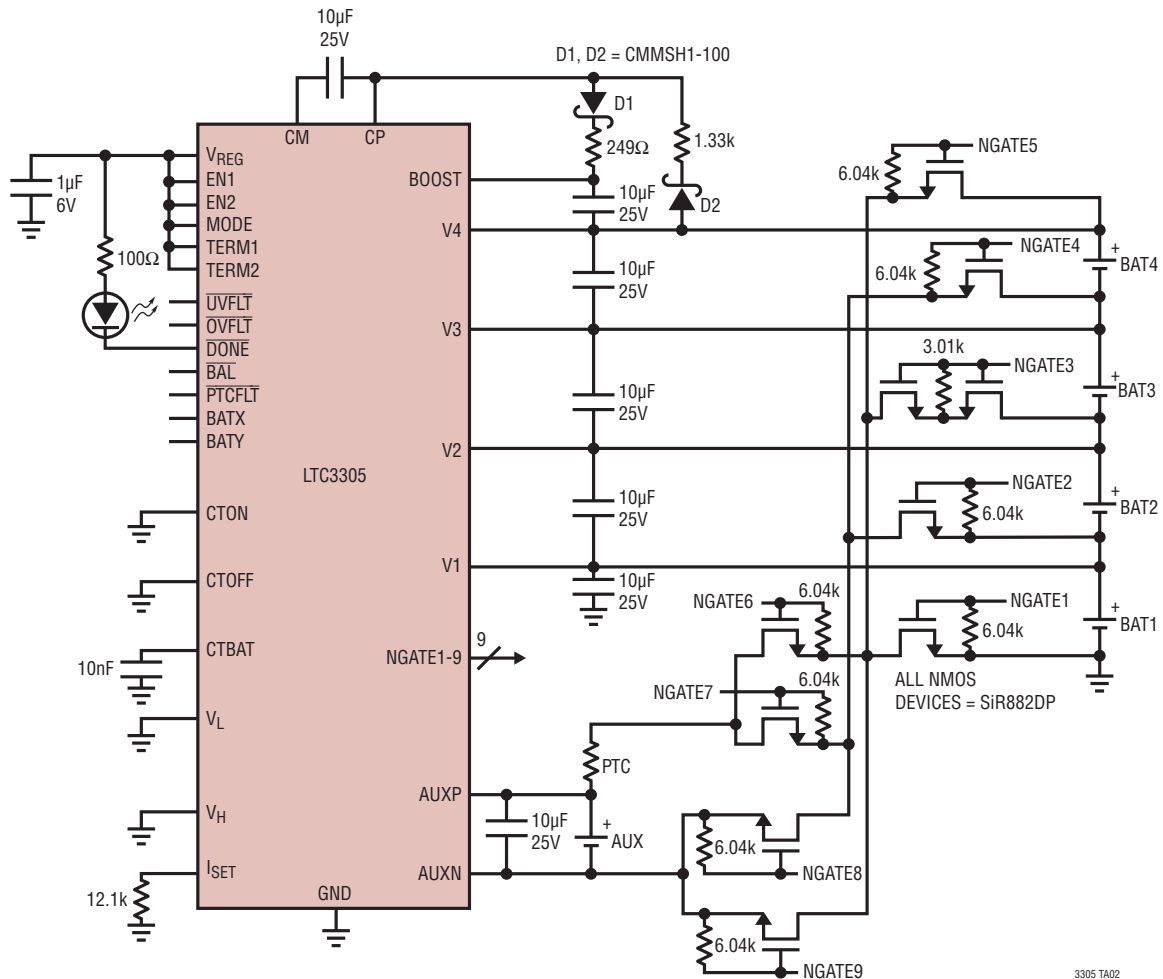 10µF
25V
D1, D2 = CMMSH1-100
D1
249Ω
1.33k
D2
CM
CP
VREG
EN1
EN2
MODE
TERM1
TERM2
UVFLT
OVFLT
DONE
BAL
PTCFLT
BATX
BATY
LTC3305
CTON
CTOFF
CTBAT
VL
VH
ISET
GND
1µF
6V
100Ω
10nF
12.1k
BOOST
V4
V3
V2
V1
NGATE1-9
9
AUXP
AUXN
10µF
25V
10µF
25V
10µF
25V
10µF
25V
10µF
25V
10µF
25V
PTC
+
AUX
NGATE5
6.04k
NGATE4
6.04k
3.01k
NGATE3
NGATE2
6.04k
NGATE1
6.04k
NGATE6
6.04k
NGATE7
6.04k
ALL NMOS
DEVICES = SiR882DP
6.04k
NGATE8
6.04k
NGATE9
+
BAT4
+
BAT3
+
BAT2
+
BAT1
3305 TA02